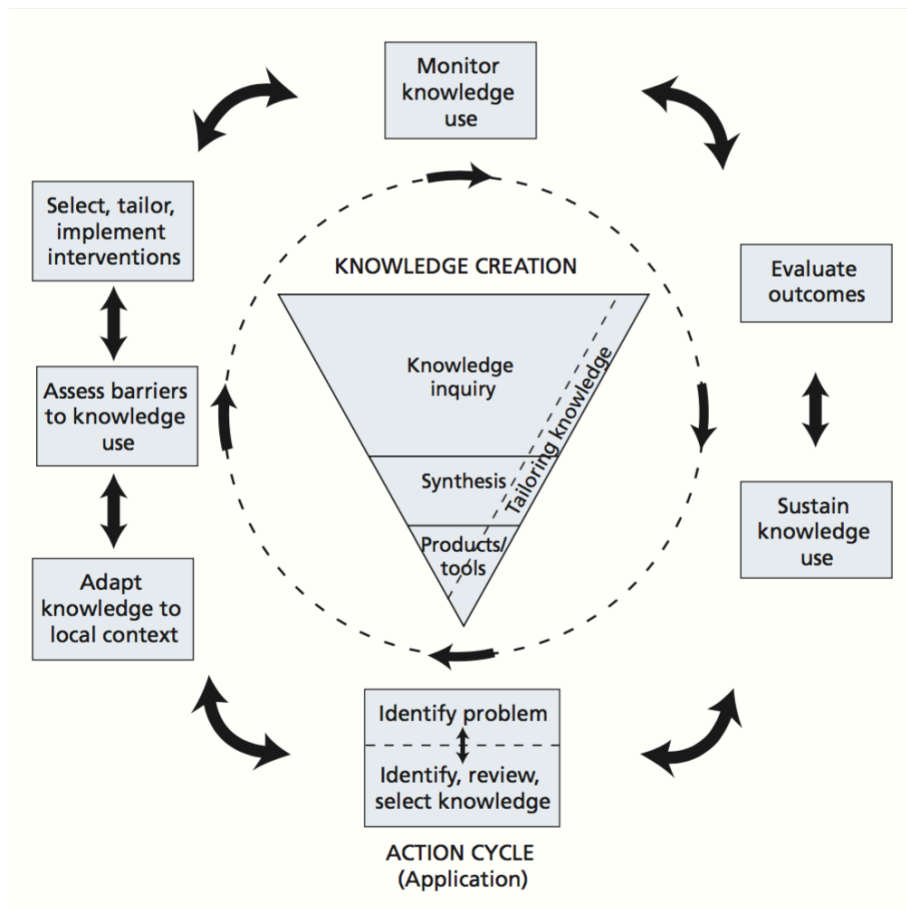 Monitor
knowledge
use
Select, tailor,
implement
interventions
KNOWLEDGE CREATION
Evaluate
outcomes
Knowledge
inquiry
Tailoring knowledge
Assess barriers
to knowledge
use
Synthesis
Sustain
knowledge
use
Products/
tools
Adapt
knowledge to
local context
Identify problem
Identify, review,
select knowledge
ACTION CYCLE
(Application)